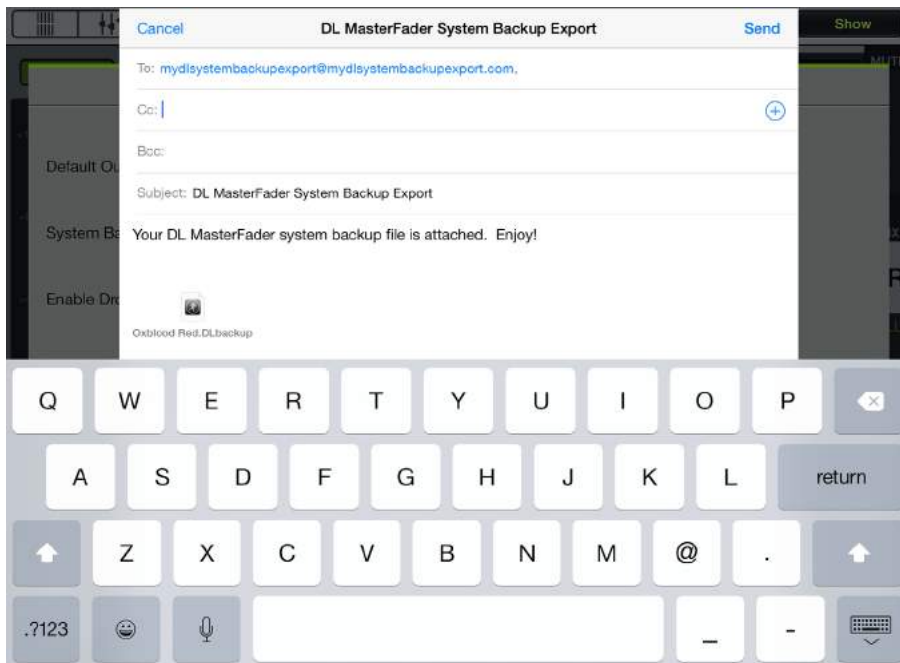 Cancel DL MasterFader System Backup Export Send Show
To: mydlsystembackupexport@mydlsystembackupexport.com,
MUT
Cc:
Bcc:
Default Ou
Subject: DL MasterFader System Backup Export
System Ba Your DL MasterFader system backup file is attached. Enjoy!
Enable Dro
Oxblood Red.DLbackup
Q W E R T Y U I O P
A S D F G H J K L return
Z X C V B N M @ .
.?123 _ -